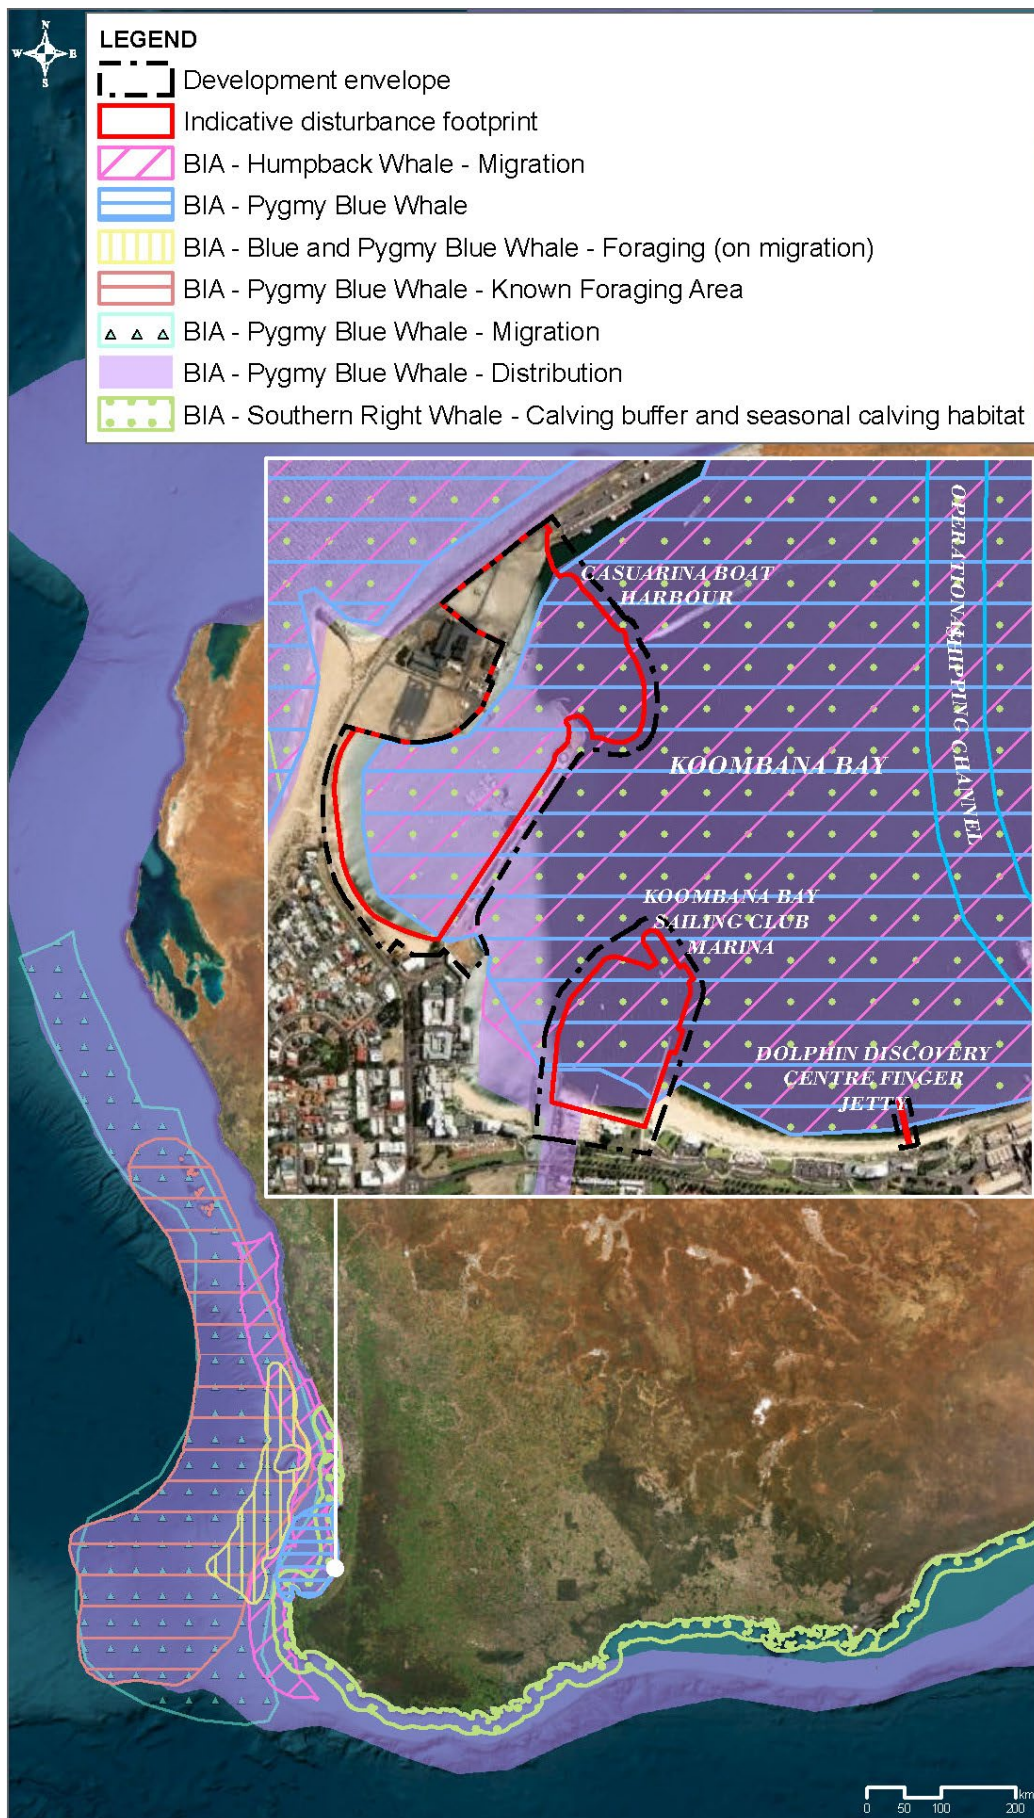 N
W E
S
LEGEND
Development envelope
Indicative disturbance footprint
BIA - Humpback Whale - Migration
BIA - Pygmy Blue Whale
BIA - Blue and Pygmy Blue Whale - Foraging (on migration)
BIA - Pygmy Blue Whale - Known Foraging Area
BIA - Pygmy Blue Whale - Migration
BIA - Pygmy Blue Whale - Distribution
BIA - Southern Right Whale - Calving buffer and seasonal calving habitat
CASUARINA BOAT
HARBOUR
OPERATIONAL
SHIPPING CHANNEL
KOOMBANA BAY
KOOMBANA BAY
SAILING CLUB
MARINA
DOLPHIN DISCOVERY
CENTRE FINGER
JETTY
km
0 50 100 200